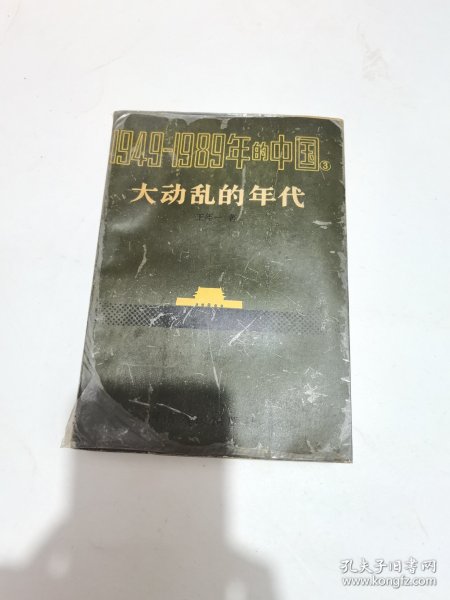 1949-1989年的中国③
大动乱的年代
王年一 著
孔夫子旧书网
www.kongfz.com